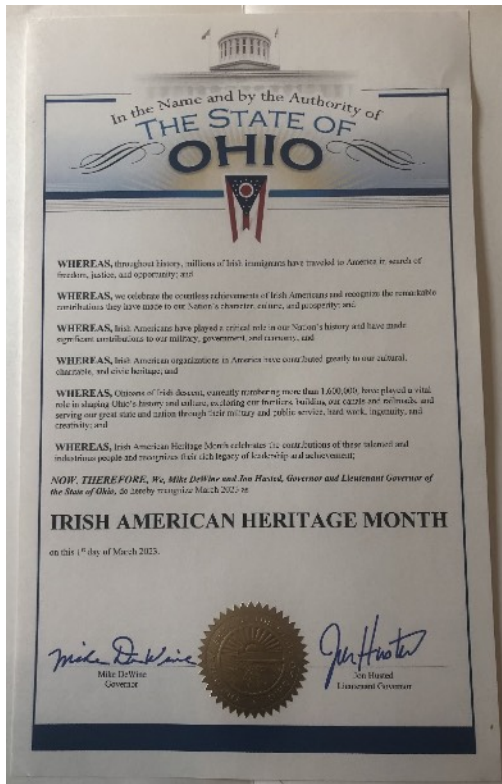 In the Name and by the Authority of
THE STATE OF
OHIO
WHEREAS, throughout history, millions of Irish immigrants have traveled to America in search of
freedom, justice, and opportunity; and
WHEREAS, we celebrate the countless achievements of Irish Americans and recognize the remarkable
contributions they have made to our Nation's character, culture, and prosperity; and
WHEREAS, Irish Americans have played a critical role in our Nation's history and have made
significant contributions to our military, government, and economy, and
WHEREAS, Irish American organizations in America have contributed greatly to our cultural,
charitable, and civic heritage; and
WHEREAS, Ohioans of Irish descent, currently numbering more than 1,600,000, have played a vital
role in shaping Ohio's history and culture, exploring our frontiers, building our canals and railroads, and
serving our great state and nation through their military and public service, hard work, ingenuity, and
creativity; and
WHEREAS, Irish American Heritage Month celebrates the contributions of these talented and
industrious people and recognizes their rich legacy of leadership and achievement;
NOW, THEREFORE, We, Mike DeWine and Jon Husted, Governor and Lieutenant Governor of
the State of Ohio, do hereby recognize March 2023 as
IRISH AMERICAN HERITAGE MONTH
on this 1st day of March 2023.
Mike DeWine Jon Husted
Mike DeWine Jon Husted
Governor Lieutenant Governor